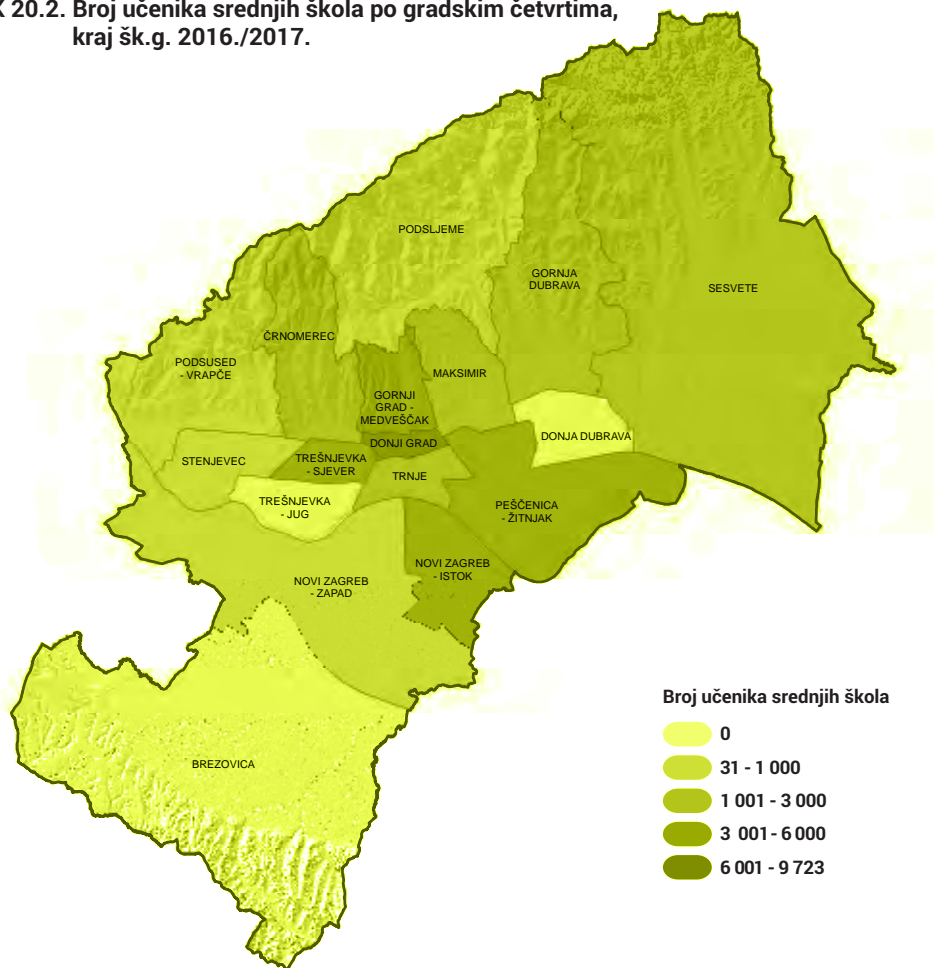 20.2. Broj učenika srednjih škola po gradskim četvrtima,
kraj šk.g. 2016./2017.
PODSLJEME
GORNJA
DUBRAVA
SESVETE
ČRNOMEREC
PODSUSED
- VRAPČE
MAKSIMIR
GORNJI
GRAD -
MEDVEŠČAK
DONJI GRAD
DONJA DUBRAVA
STENJEVEC
TREŠNJEVKA
- SJEVER
TRNJE
TREŠNJEVKA
- JUG
PEŠČENICA
- ŽITNJAK
NOVI ZAGREB
- ISTOK
NOVI ZAGREB
- ZAPAD
BREZOVICA
Broj učenika srednjih škola
0
31 - 1 000
1 001 - 3 000
3 001 - 6 000
6 001 - 9 723